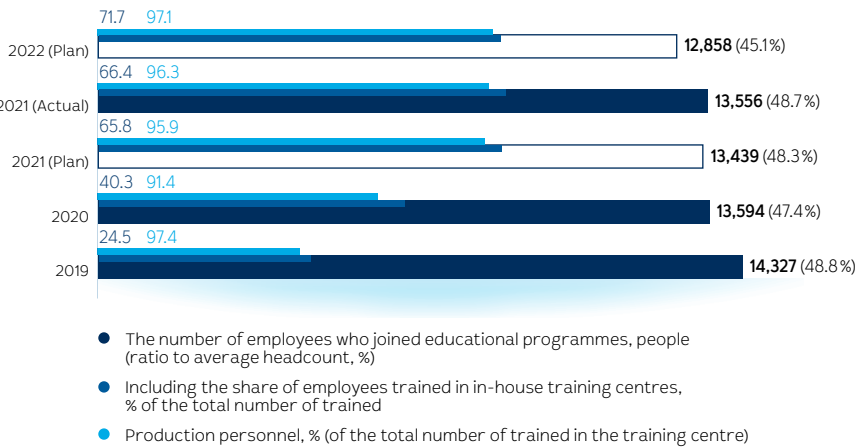 71.7 97.1
2022 (Plan) 12,858 (45.1%)
66.4 96.3
2021 (Actual) 13,556 (48.7%)
65.8 95.9
2021 (Plan) 13,439 (48.3%)
40.3 91.4
2020 13,594 (47.4%)
24.5 97.4
2019 14,327 (48.8%)
The number of employees who joined educational programmes, people
(ratio to average headcount, %)
Including the share of employees trained in in-house training centres,
% of the total number of trained
Production personnel, % (of the total number of trained in the training centre)